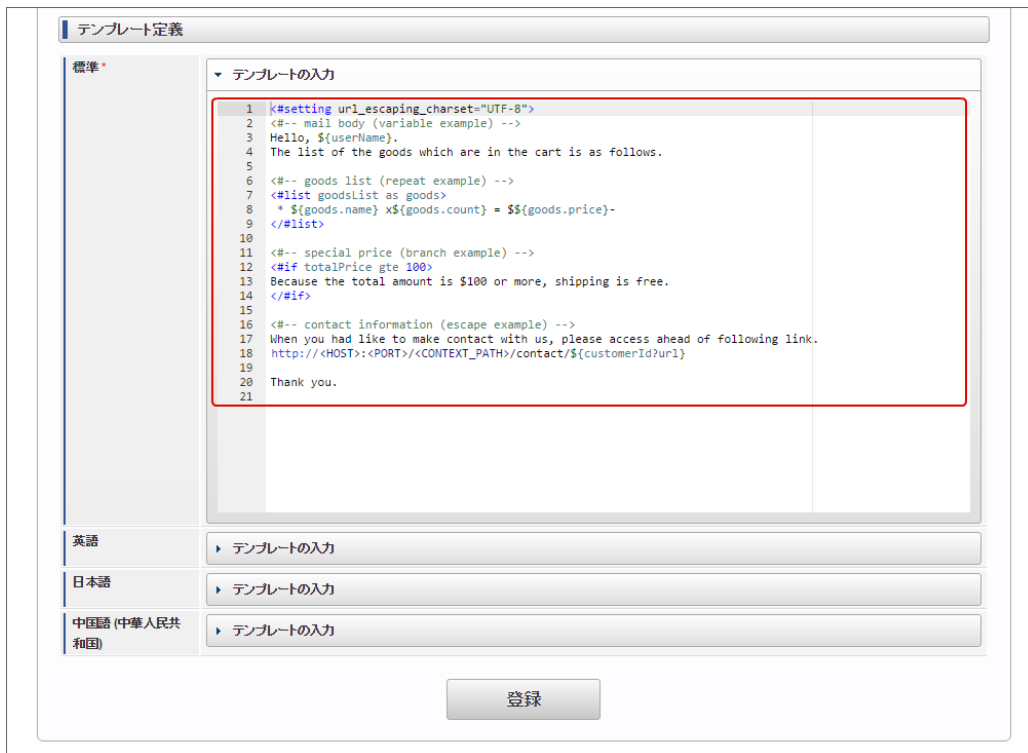 テンプレート定義
標準*
テンプレートの入力
1 <#setting url_escaping_charset="UTF-8">
2 <#-- mail body (variable example) -->
3 Hello, ${userName}.
4 The list of the goods which are in the cart is as follows.
5
6 <#-- goods list (repeat example) -->
7 <#list goodsList as goods>
8  * ${goods.name} x${goods.count} = $${goods.price}-
9 </#list>
10
11 <#-- special price (branch example) -->
12 <#if totalPrice gte 100>
13 Because the total amount is $100 or more, shipping is free.
14 </#if>
15
16 <#-- contact information (escape example) -->
17 When you had like to make contact with us, please access ahead of following link.
18 http://<HOST>:<PORT>/<CONTEXT_PATH>/contact/${customerId?url}
19
20 Thank you.
21
英語
テンプレートの入力
日本語
テンプレートの入力
中国語 (中華人民共
和国)
テンプレートの入力
登録